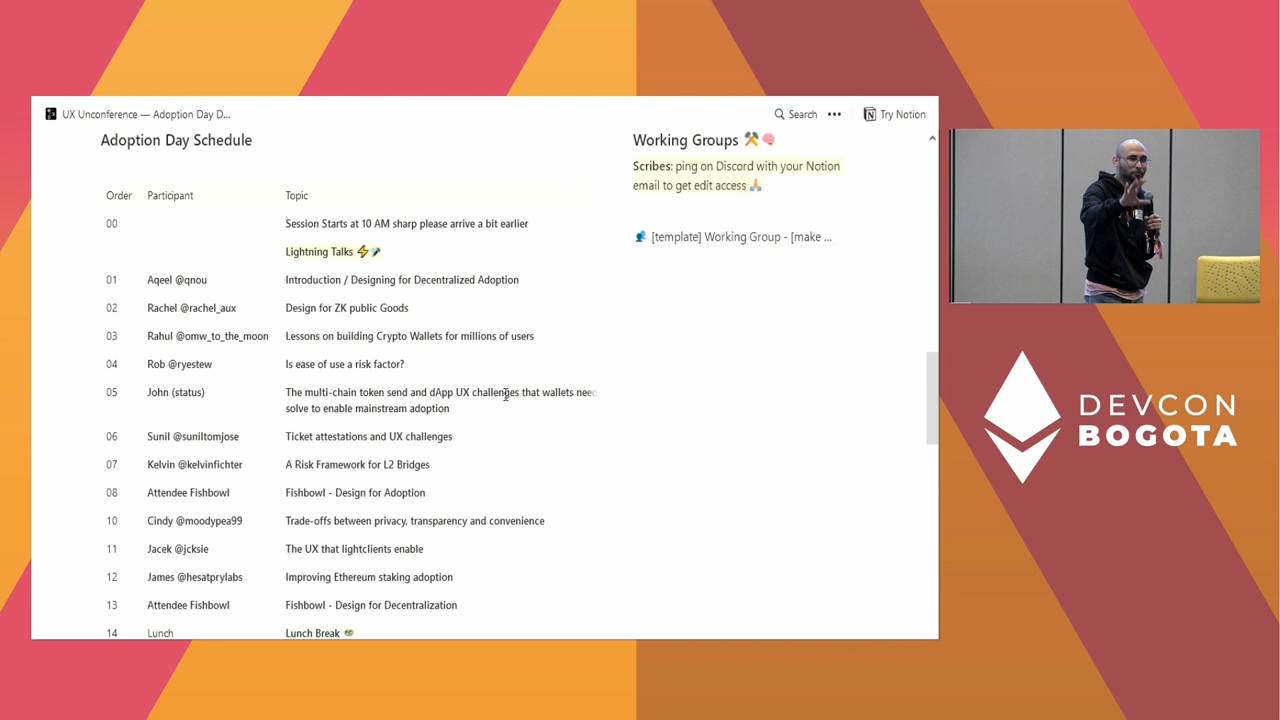 UX Unconference — Adoption Day D...
Search
Try Notion
Adoption Day Schedule
Order Participant Topic
00 Session Starts at 10 AM sharp please arrive a bit earlier
Lightning Talks ⚡
01 Aqeel @qnou Introduction / Designing for Decentralized Adoption
02 Rachel @rachel_aux Design for ZK public Goods
03 Rahul @omw_to_the_moon Lessons on building Crypto Wallets for millions of users
04 Rob @ryestew Is ease of use a risk factor?
05 John (status) The multi-chain token send and dApp UX challenges that wallets need
solve to enable mainstream adoption
06 Sunil @suniltomjose Ticket attestations and UX challenges
07 Kelvin @kelvinfichter A Risk Framework for L2 Bridges
08 Attendee Fishbowl Fishbowl - Design for Adoption
10 Cindy @moodypea99 Trade-offs between privacy, transparency and convenience
11 Jacek @jcksie The UX that lightclients enable
12 James @hesatprylabs Improving Ethereum staking adoption
13 Attendee Fishbowl Fishbowl - Design for Decentralization
14 Lunch Lunch Break
Working Groups ⚒️🧠
Scribes: ping on Discord with your Notion
email to get edit access 🙏
[template] Working Group - [make ...
DEVCON
BOGOTA